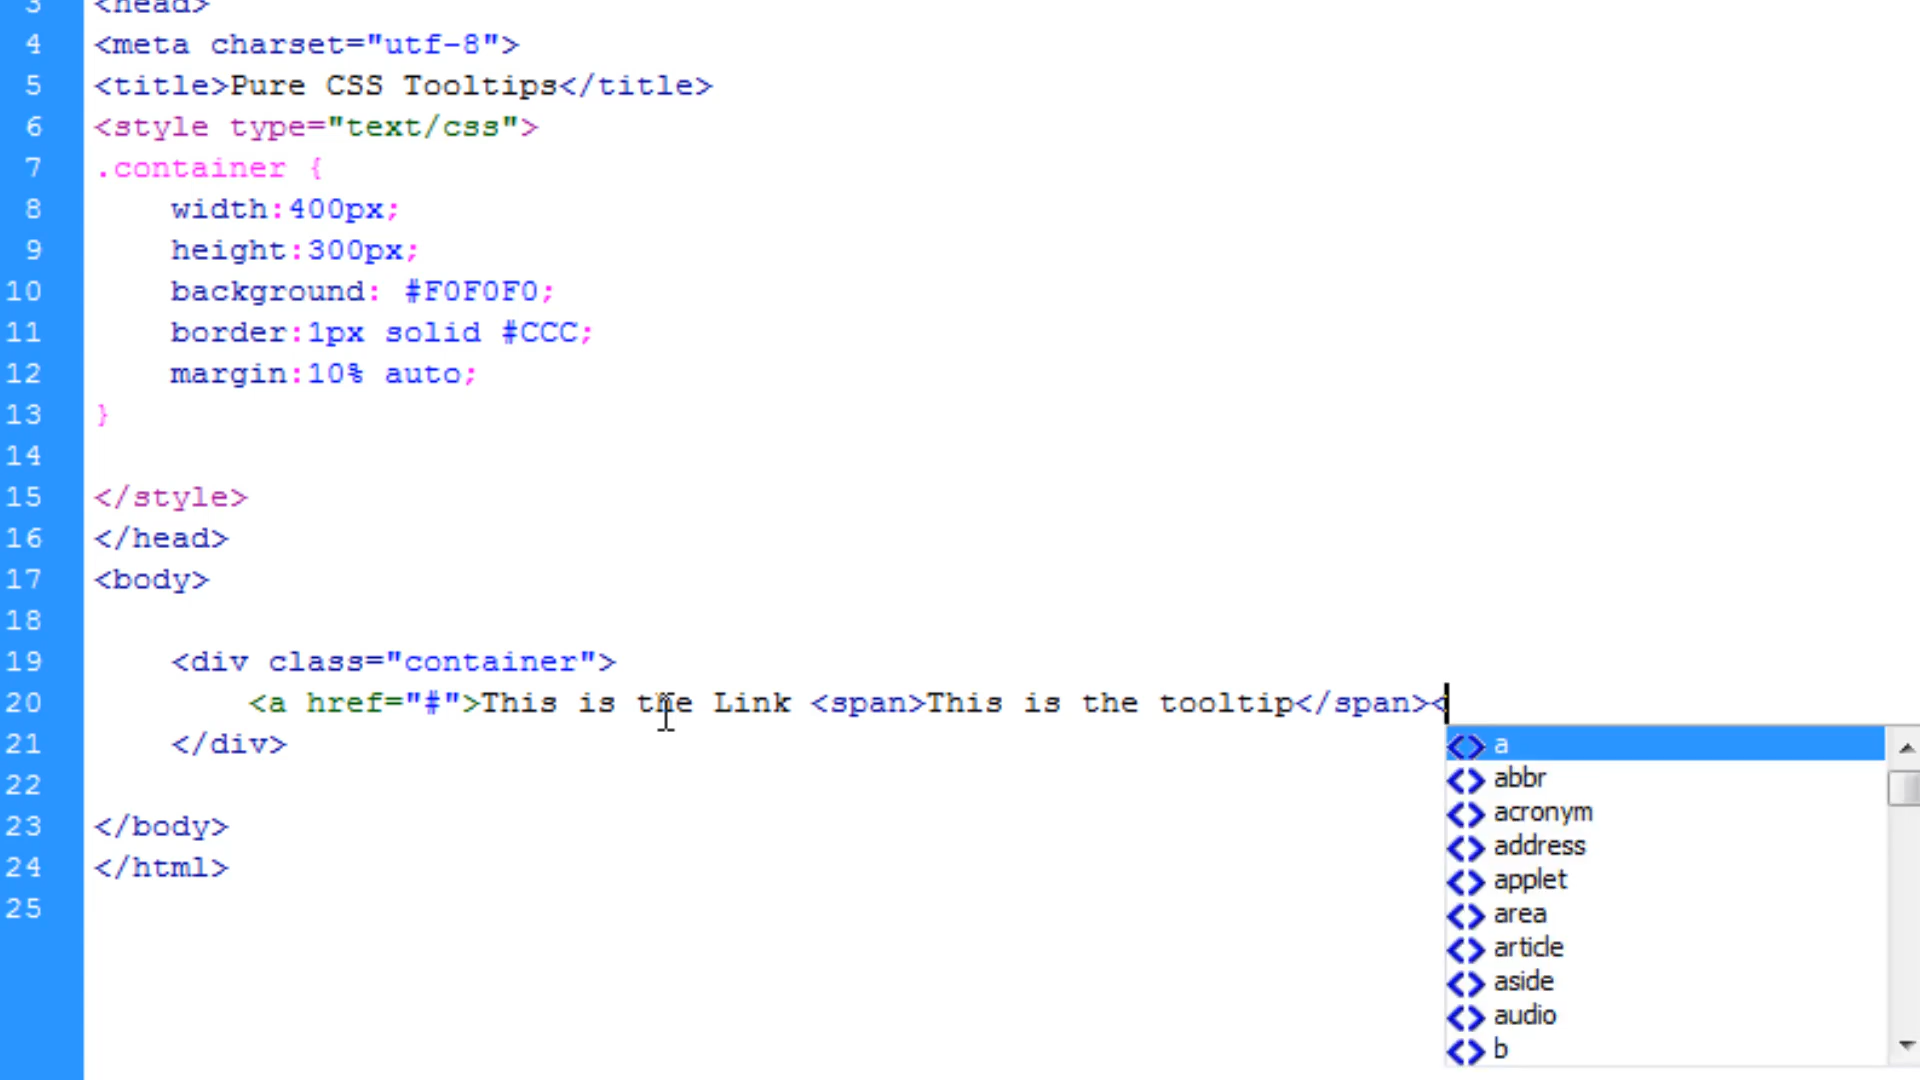 3 <head>
4 <meta charset="utf-8">
5 <title>Pure CSS Tooltips</title>
6 <style type="text/css">
7 .container {
8 width:400px;
9 height:300px;
10 background: #F0F0F0;
11 border:1px solid #CCC;
12 margin:10% auto;
13 }
14
15 </style>
16 </head>
17 <body>
18
19 <div class="container">
20 <a href="#">This is the Link <span>This is the tooltip</span><
21 </div>
22
23 </body>
24 </html>
25
<> a
<> abbr
<> acronym
<> address
<> applet
<> area
<> article
<> aside
<> audio
<> b